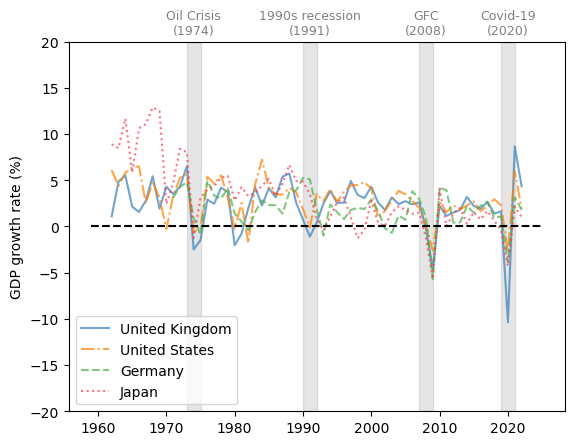 Oil Crisis
(1974)
1990s recession
(1991)
GFC
(2008)
Covid-19
(2020)
GDP growth rate (%)
20
15
10
5
0
−5
−10
−15
−20
United Kingdom
United States
Germany
Japan
1960 1970 1980 1990 2000 2010 2020